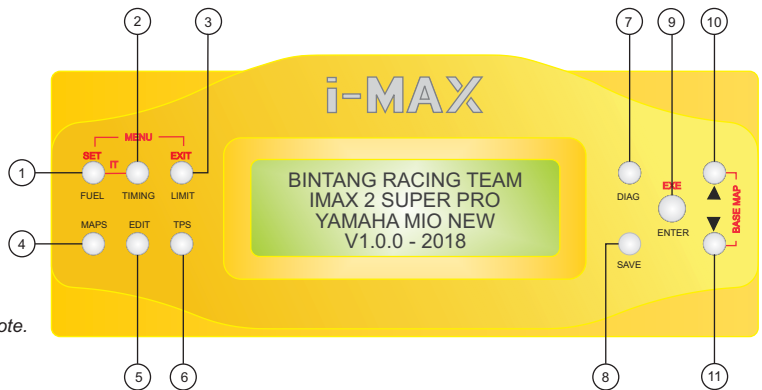 2
1
3
7
9
10
i-MAX
MENU
SET
IT
EXIT
FUEL
TIMING
LIMIT
BINTANG RACING TEAM
IMAX 2 SUPER PRO
YAMAHA MIO NEW
V1.0.0 - 2018
DIAG
EXE
ENTER
BASE MAP
4
MAPS
EDIT
TPS
SAVE
ote.
5
6
8
11